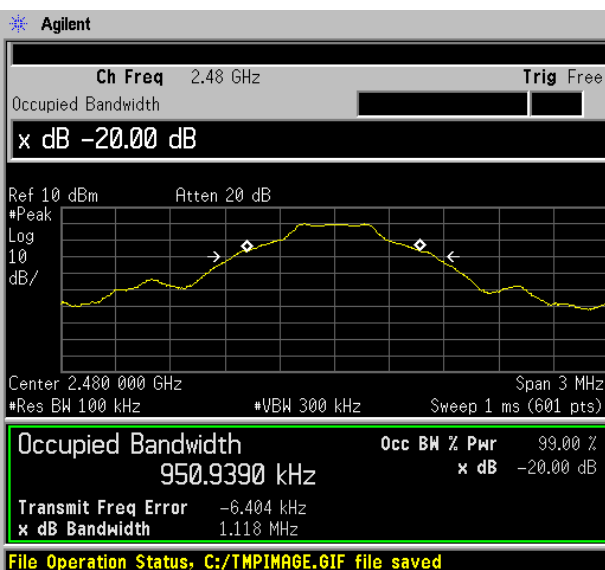 Agilent
Ch Freq 2.48 GHz Trig Free
Occupied Bandwidth
x dB -20.00 dB
Ref 10 dBm Atten 20 dB
#Peak
Log
10
dB/
Center 2.480 000 GHz Span 3 MHz
#Res BW 100 kHz #VBW 300 kHz Sweep 1 ms (601 pts)
Occupied Bandwidth Occ BW % Pwr 99.00 %
950.9390 kHz x dB -20.00 dB
Transmit Freq Error -6.404 kHz
x dB Bandwidth 1.118 MHz
File Operation Status, C:/TMPIMAGE.GIF file saved